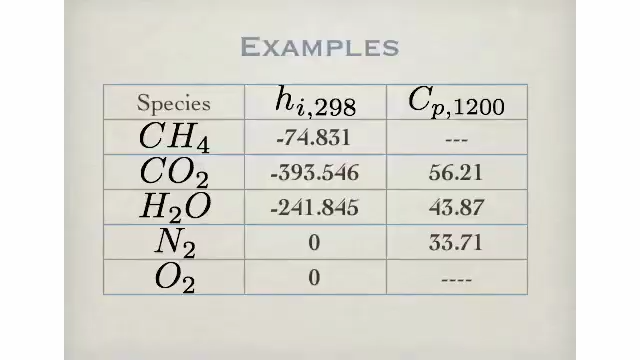 EXAMPLES
Species h_{i,298} C_{p,1200}
CH_4 -74.831 ---
CO_2 -393.546 56.21
H_2O -241.845 43.87
N_2 0 33.71
O_2 0 ----